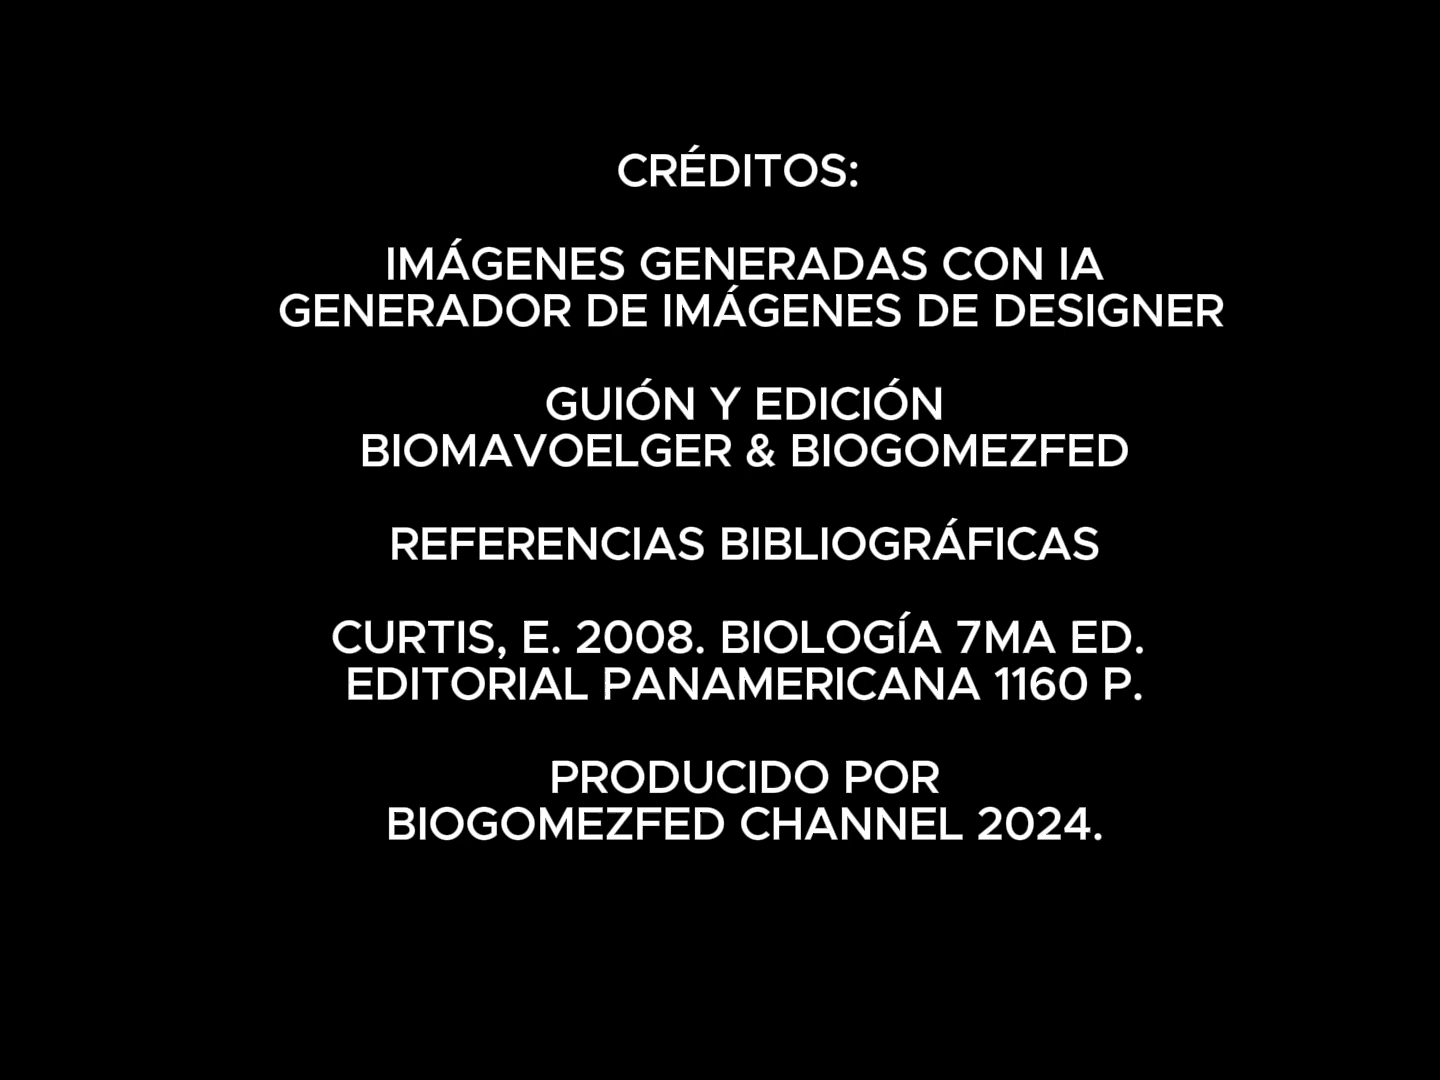 CRÉDITOS:
IMÁGENES GENERADAS CON IA
GENERADOR DE IMÁGENES DE DESIGNER
GUIÓN Y EDICIÓN
BIOMAVOELGER & BIOGOMEZFED
REFERENCIAS BIBLIOGRÁFICAS
CURTIS, E. 2008. BIOLOGÍA 7MA ED.
EDITORIAL PANAMERICANA 1160 P.
PRODUCIDO POR
BIOGOMEZFED CHANNEL 2024.